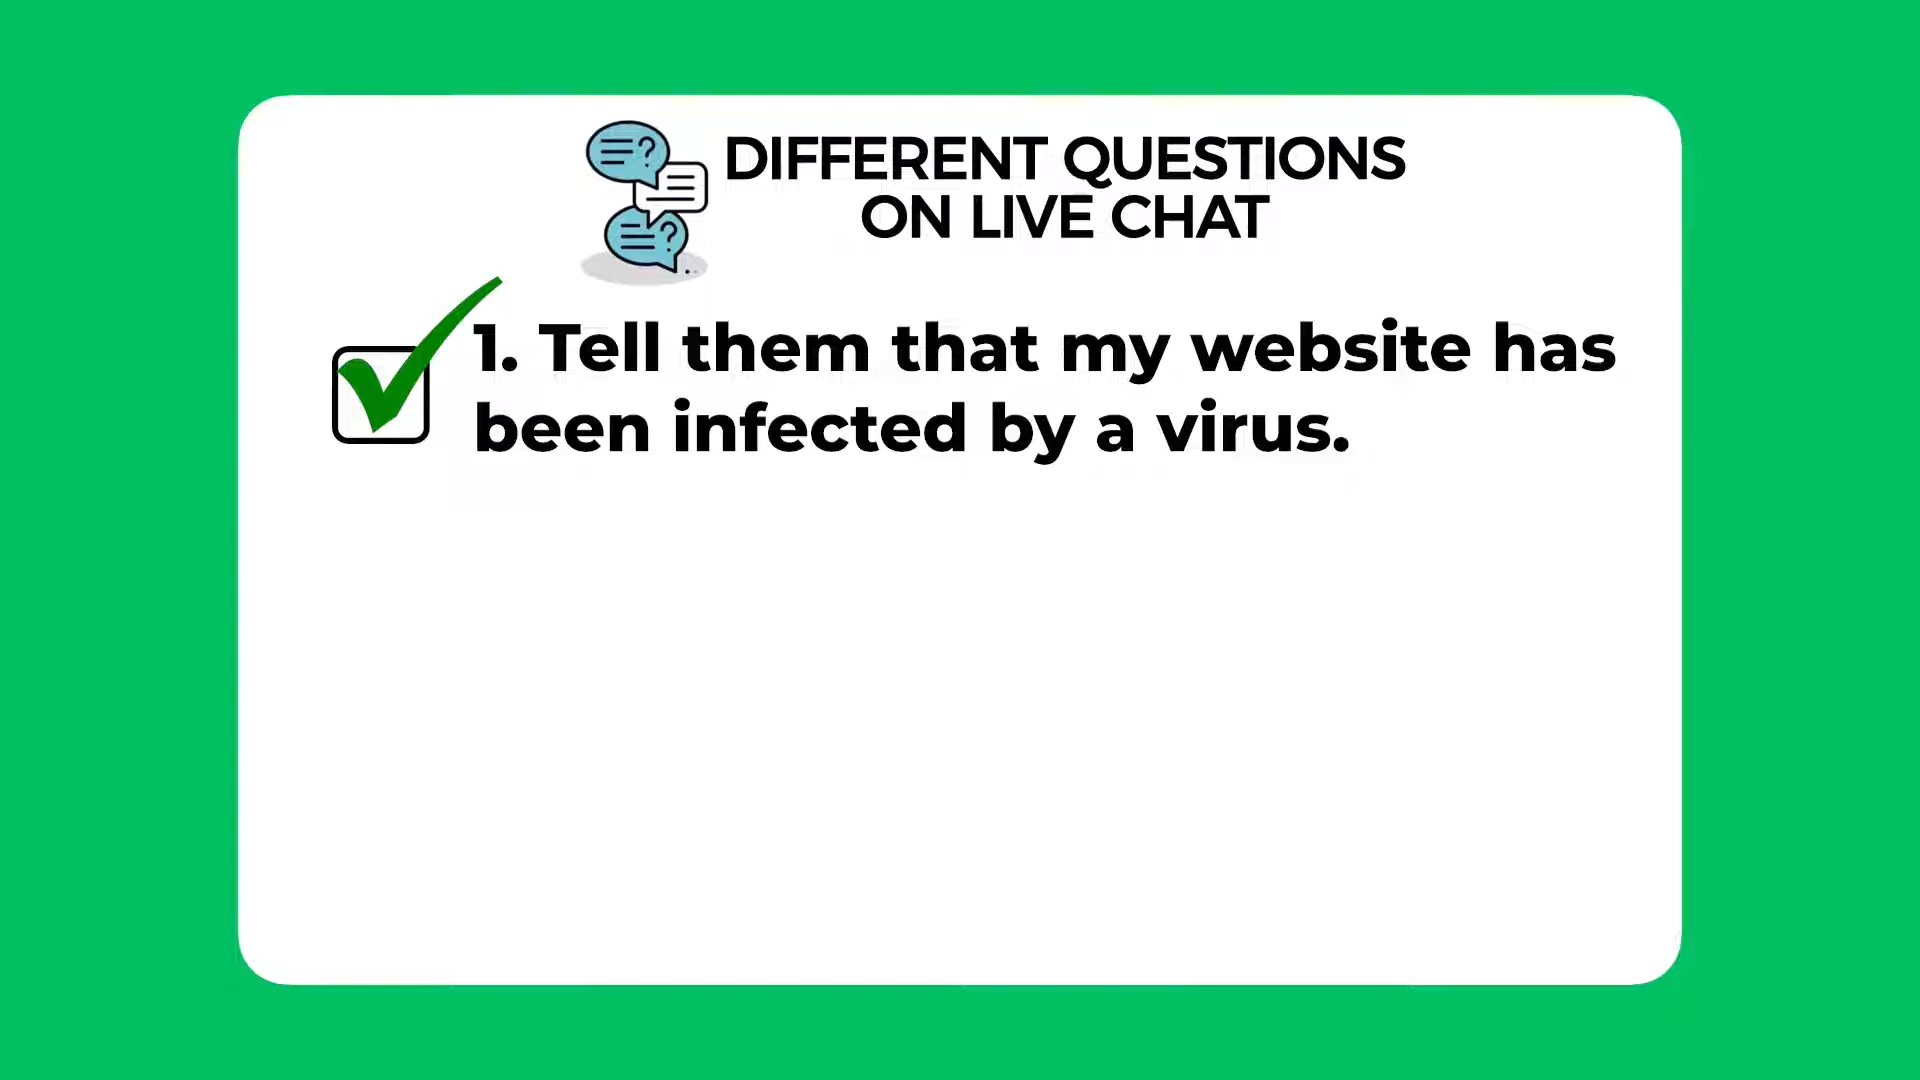 DIFFERENT QUESTIONS
ON LIVE CHAT
1. Tell them that my website has
been infected by a virus.